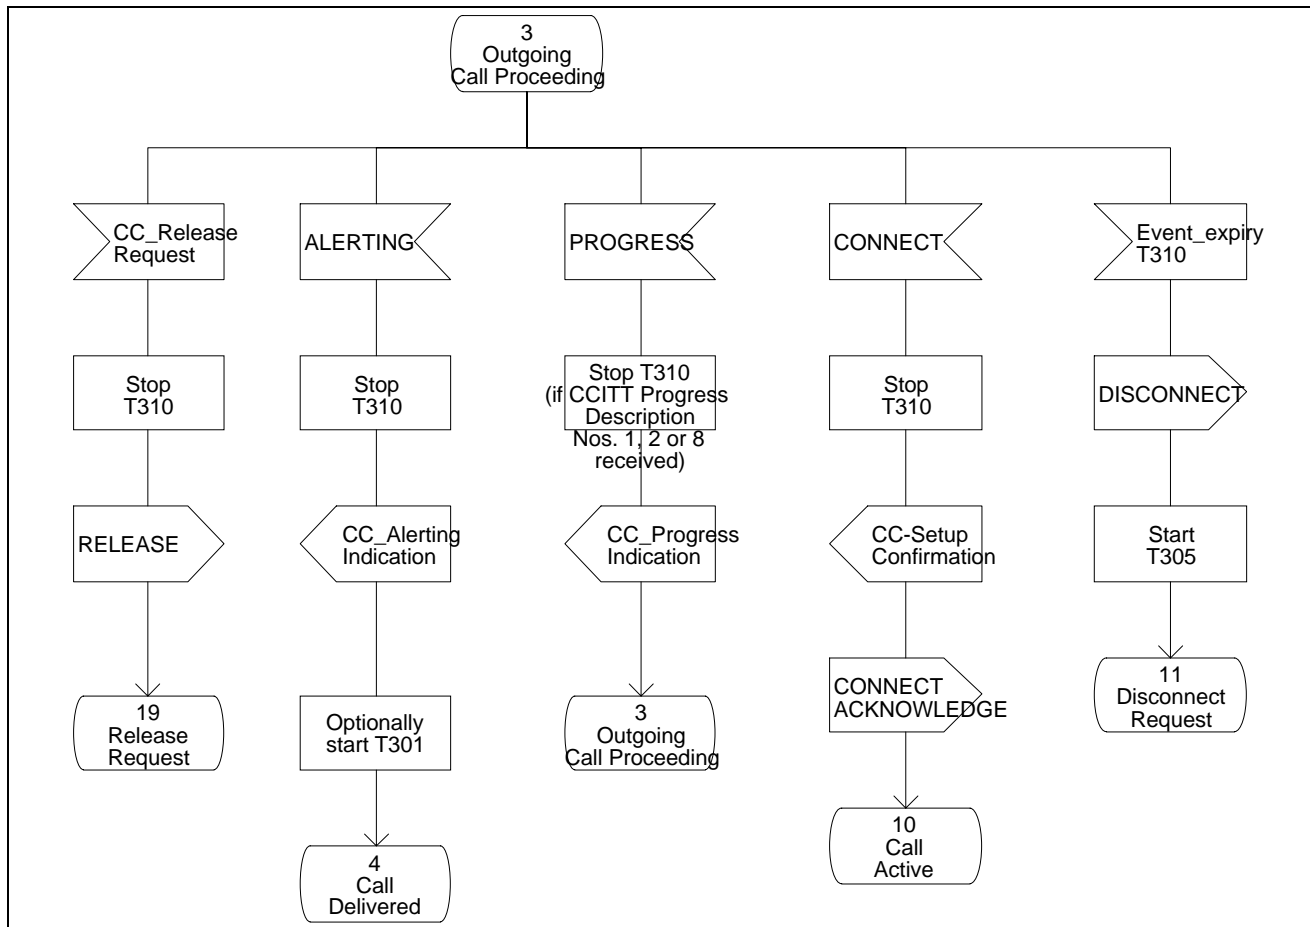 3
Outgoing
Call Proceeding
CC_Release
Request
ALERTING
PROGRESS
CONNECT
Event_expiry
T310
Stop
T310
Stop
T310
Stop T310
(if CCITT Progress
Description
Nos. 1, 2 or 8
received)
Stop
T310
DISCONNECT
RELEASE
CC_Alerting
Indication
CC_Progress
Indication
CC-Setup
Confirmation
Start
T305
19
Release
Request
Optionally
start T301
3
Outgoing
Call Proceeding
CONNECT
ACKNOWLEDGE
11
Disconnect
Request
4
Call
Delivered
10
Call
Active